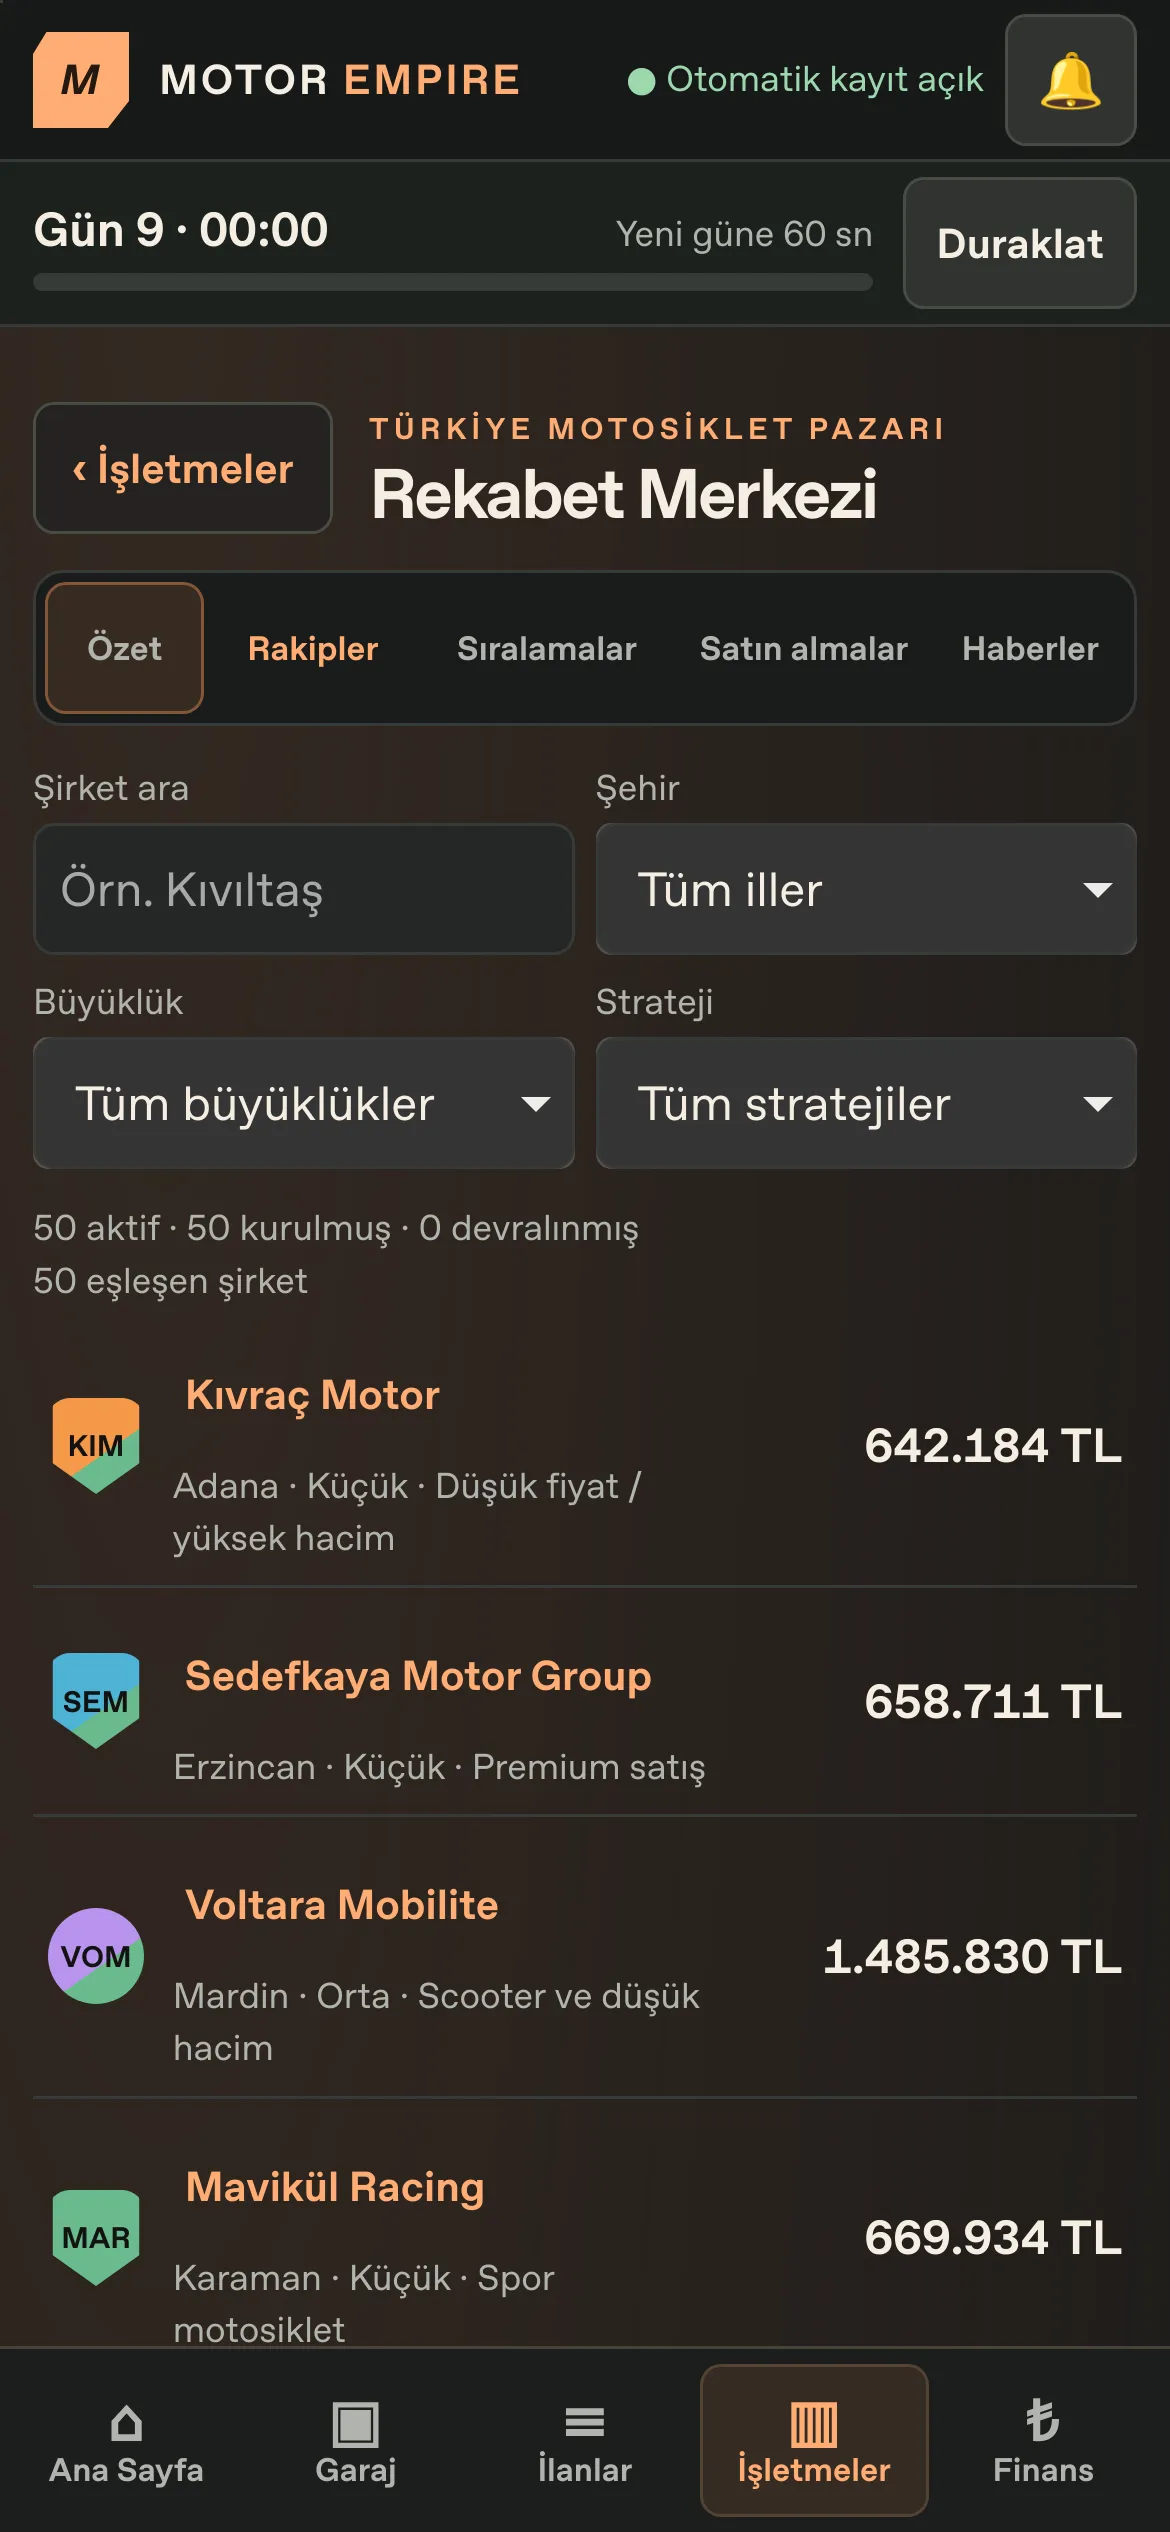 M MOTOR EMPIRE
Otomatik kayıt açık
Gün 9 · 00:00
Yeni güne 60 sn
Duraklat
‹ İşletmeler
TÜRKİYE MOTOSİKLET PAZARI
Rekabet Merkezi
Özet Rakipler Sıralamalar Satın almalar Haberler
Şirket ara
Örn. Kıvıltaş
Şehir
Tüm iller
Büyüklük
Tüm büyüklükler
Strateji
Tüm stratejiler
50 aktif · 50 kurulmuş · 0 devralınmış
50 eşleşen şirket
KIM
Kıvraç Motor
Adana · Küçük · Düşük fiyat /
yüksek hacim
642.184 TL
SEM
Sedefkaya Motor Group
Erzincan · Küçük · Premium satış
658.711 TL
VOM
Voltara Mobilite
Mardin · Orta · Scooter ve düşük
hacim
1.485.830 TL
MAR
Mavikül Racing
Karaman · Küçük · Spor
motosiklet
669.934 TL
Ana Sayfa
Garaj
İlanlar
İşletmeler
₺
Finans